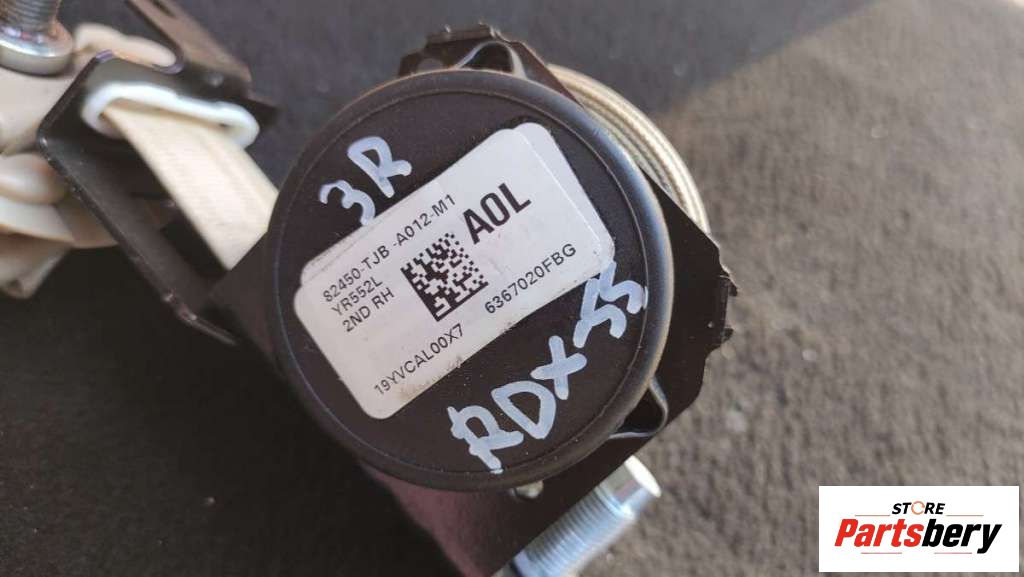 3R
82450-TJB -A012-M1
YR552L
2ND RH
AOL
19YVCAL00X7 6367020FBG
RDX-55
STORE
Partsbery